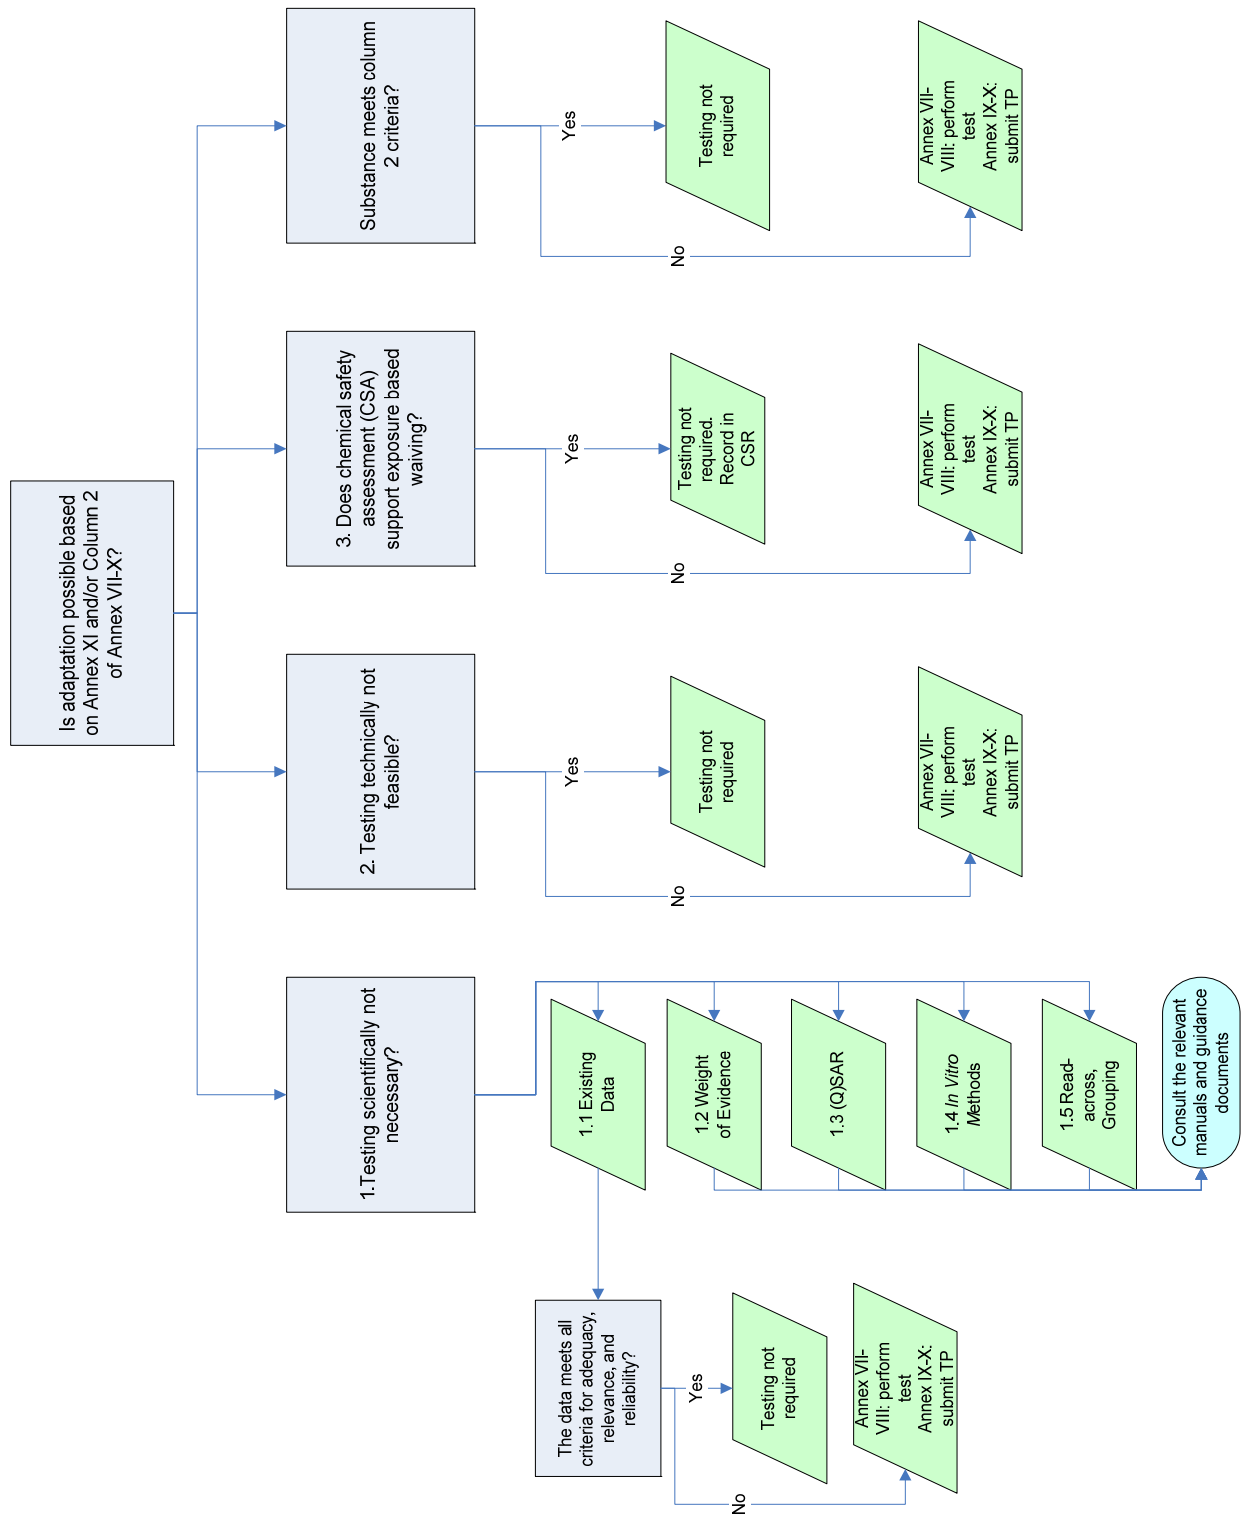 Is adaptation possible based
on Annex XI and/or Column 2
of Annex VII-X?
1.Testing scientifically not
necessary?
2. Testing technically not
feasible?
3. Does chemical safety
assessment (CSA)
support exposure based
waiving?
Substance meets column
2 criteria?
1.1 Existing
Data
1.2 Weight
of Evidence
1.3 (Q)SAR
1.4 In Vitro
Methods
1.5 Read-
across,
Grouping
Consult the relevant
manuals and guidance
documents
The data meets all
criteria for adequacy,
relevance, and
reliability?
Yes
Testing not
required
No
Annex VII-
VIII: perform
test
Annex IX-X:
submit TP
Yes
Testing not
required
No
Annex VII-
VIII: perform
test
Annex IX-X:
submit TP
Yes
Testing not
required.
Record in
CSR
No
Annex VII-
VIII: perform
test
Annex IX-X:
submit TP
Yes
Testing not
required
No
Annex VII-
VIII: perform
test
Annex IX-X:
submit TP